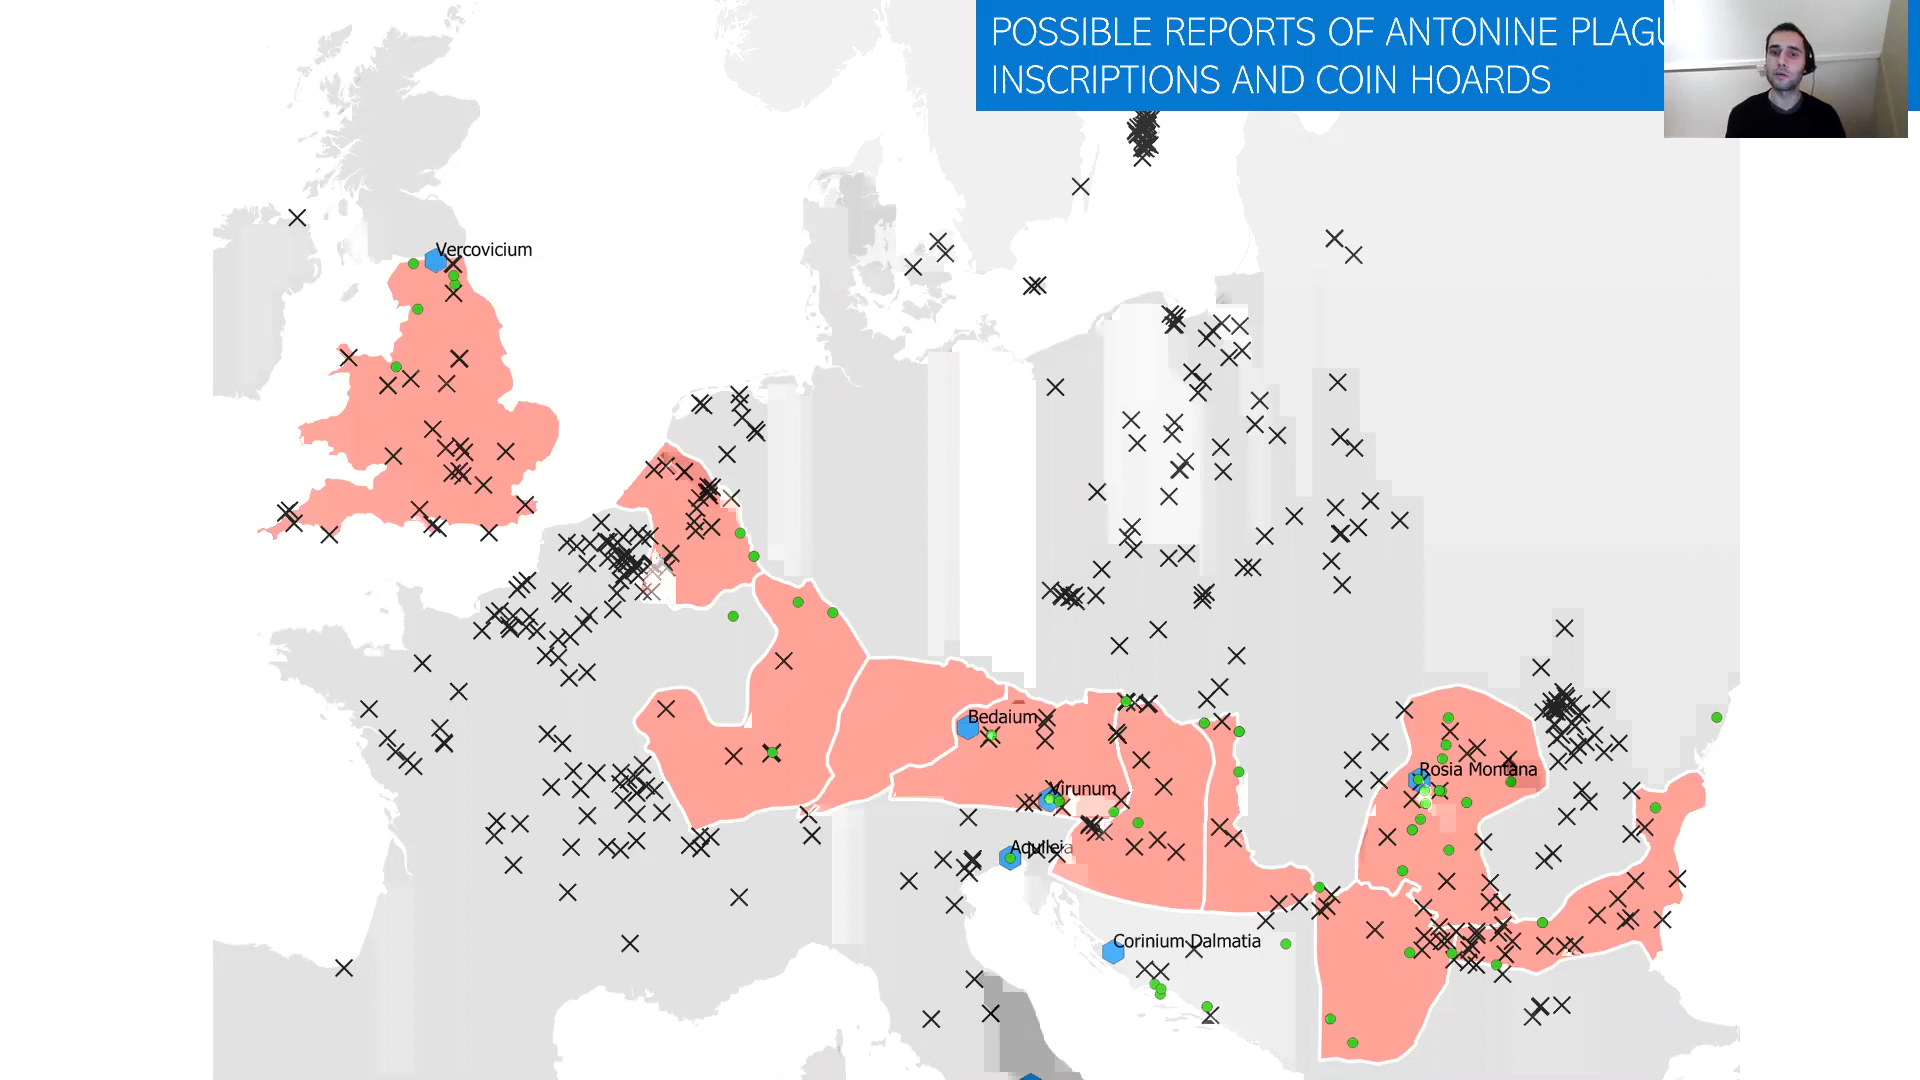 POSSIBLE REPORTS OF ANTONINE PLAGU
INSCRIPTIONS AND COIN HOARDS
Vercovicium
Bedaium
Rosia Montana
Virunum
Aquileia
Corinium Dalmatia